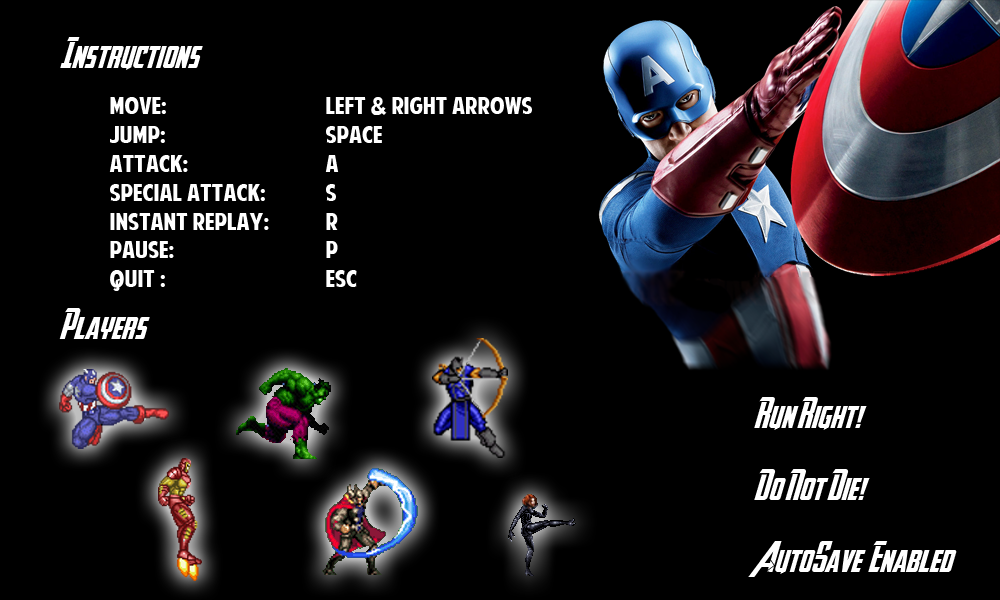 Instructions
MOVE: LEFT & RIGHT ARROWS
JUMP: SPACE
ATTACK: A
SPECIAL ATTACK: S
INSTANT REPLAY: R
PAUSE: P
QUIT : ESC
Players
A
Run Right!
Do Not Die!
AutoSave Enabled